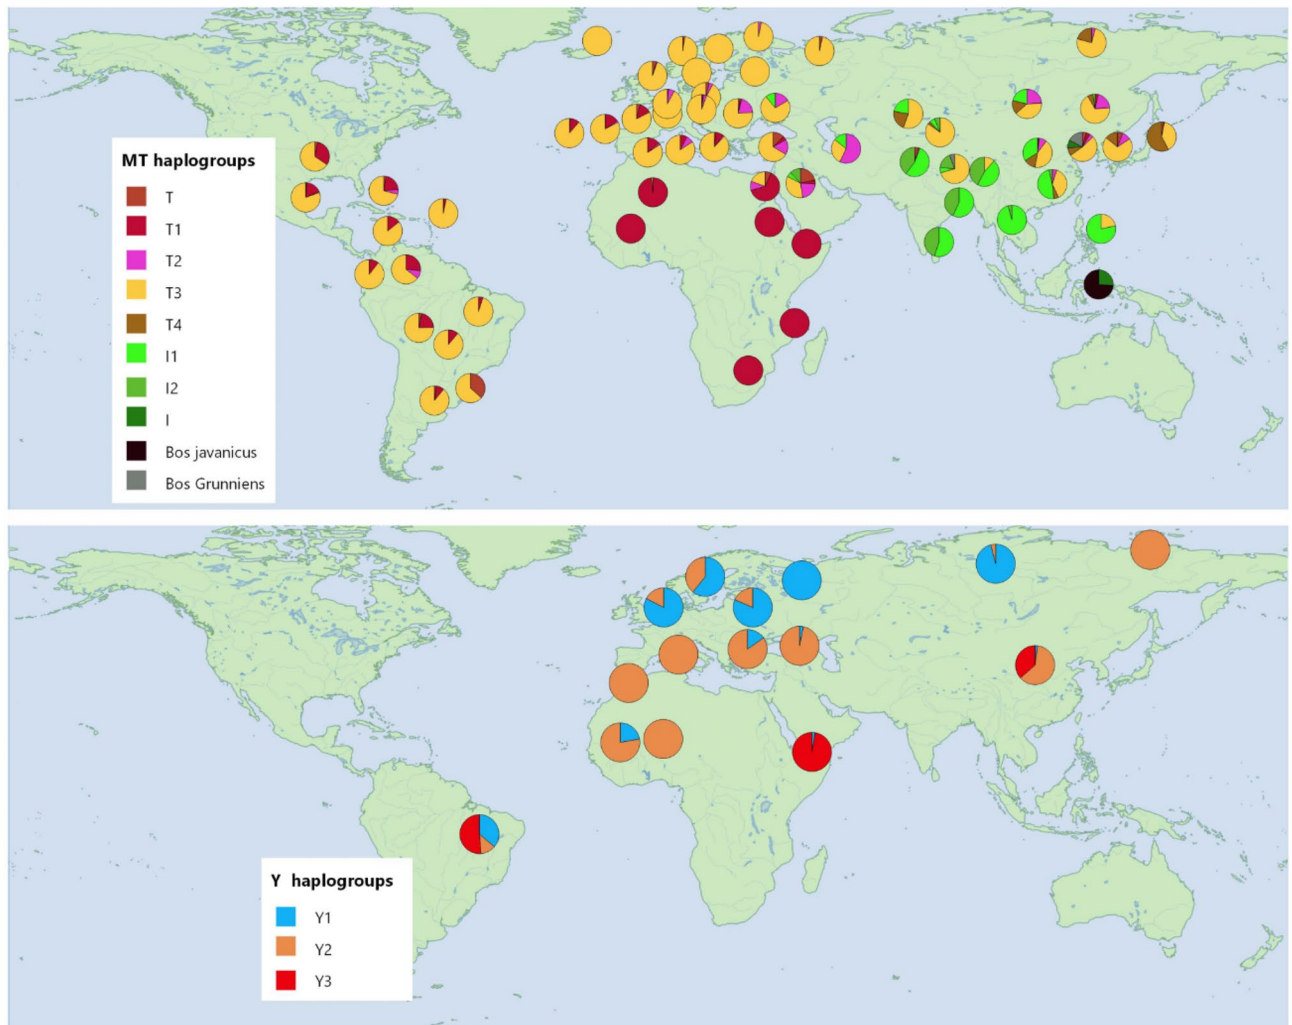 MT haplogroups
T
T1
T2
T3
T4
I1
I2
I
Bos javanicus
Bos Grunniens
Y haplogroups
Y1
Y2
Y3